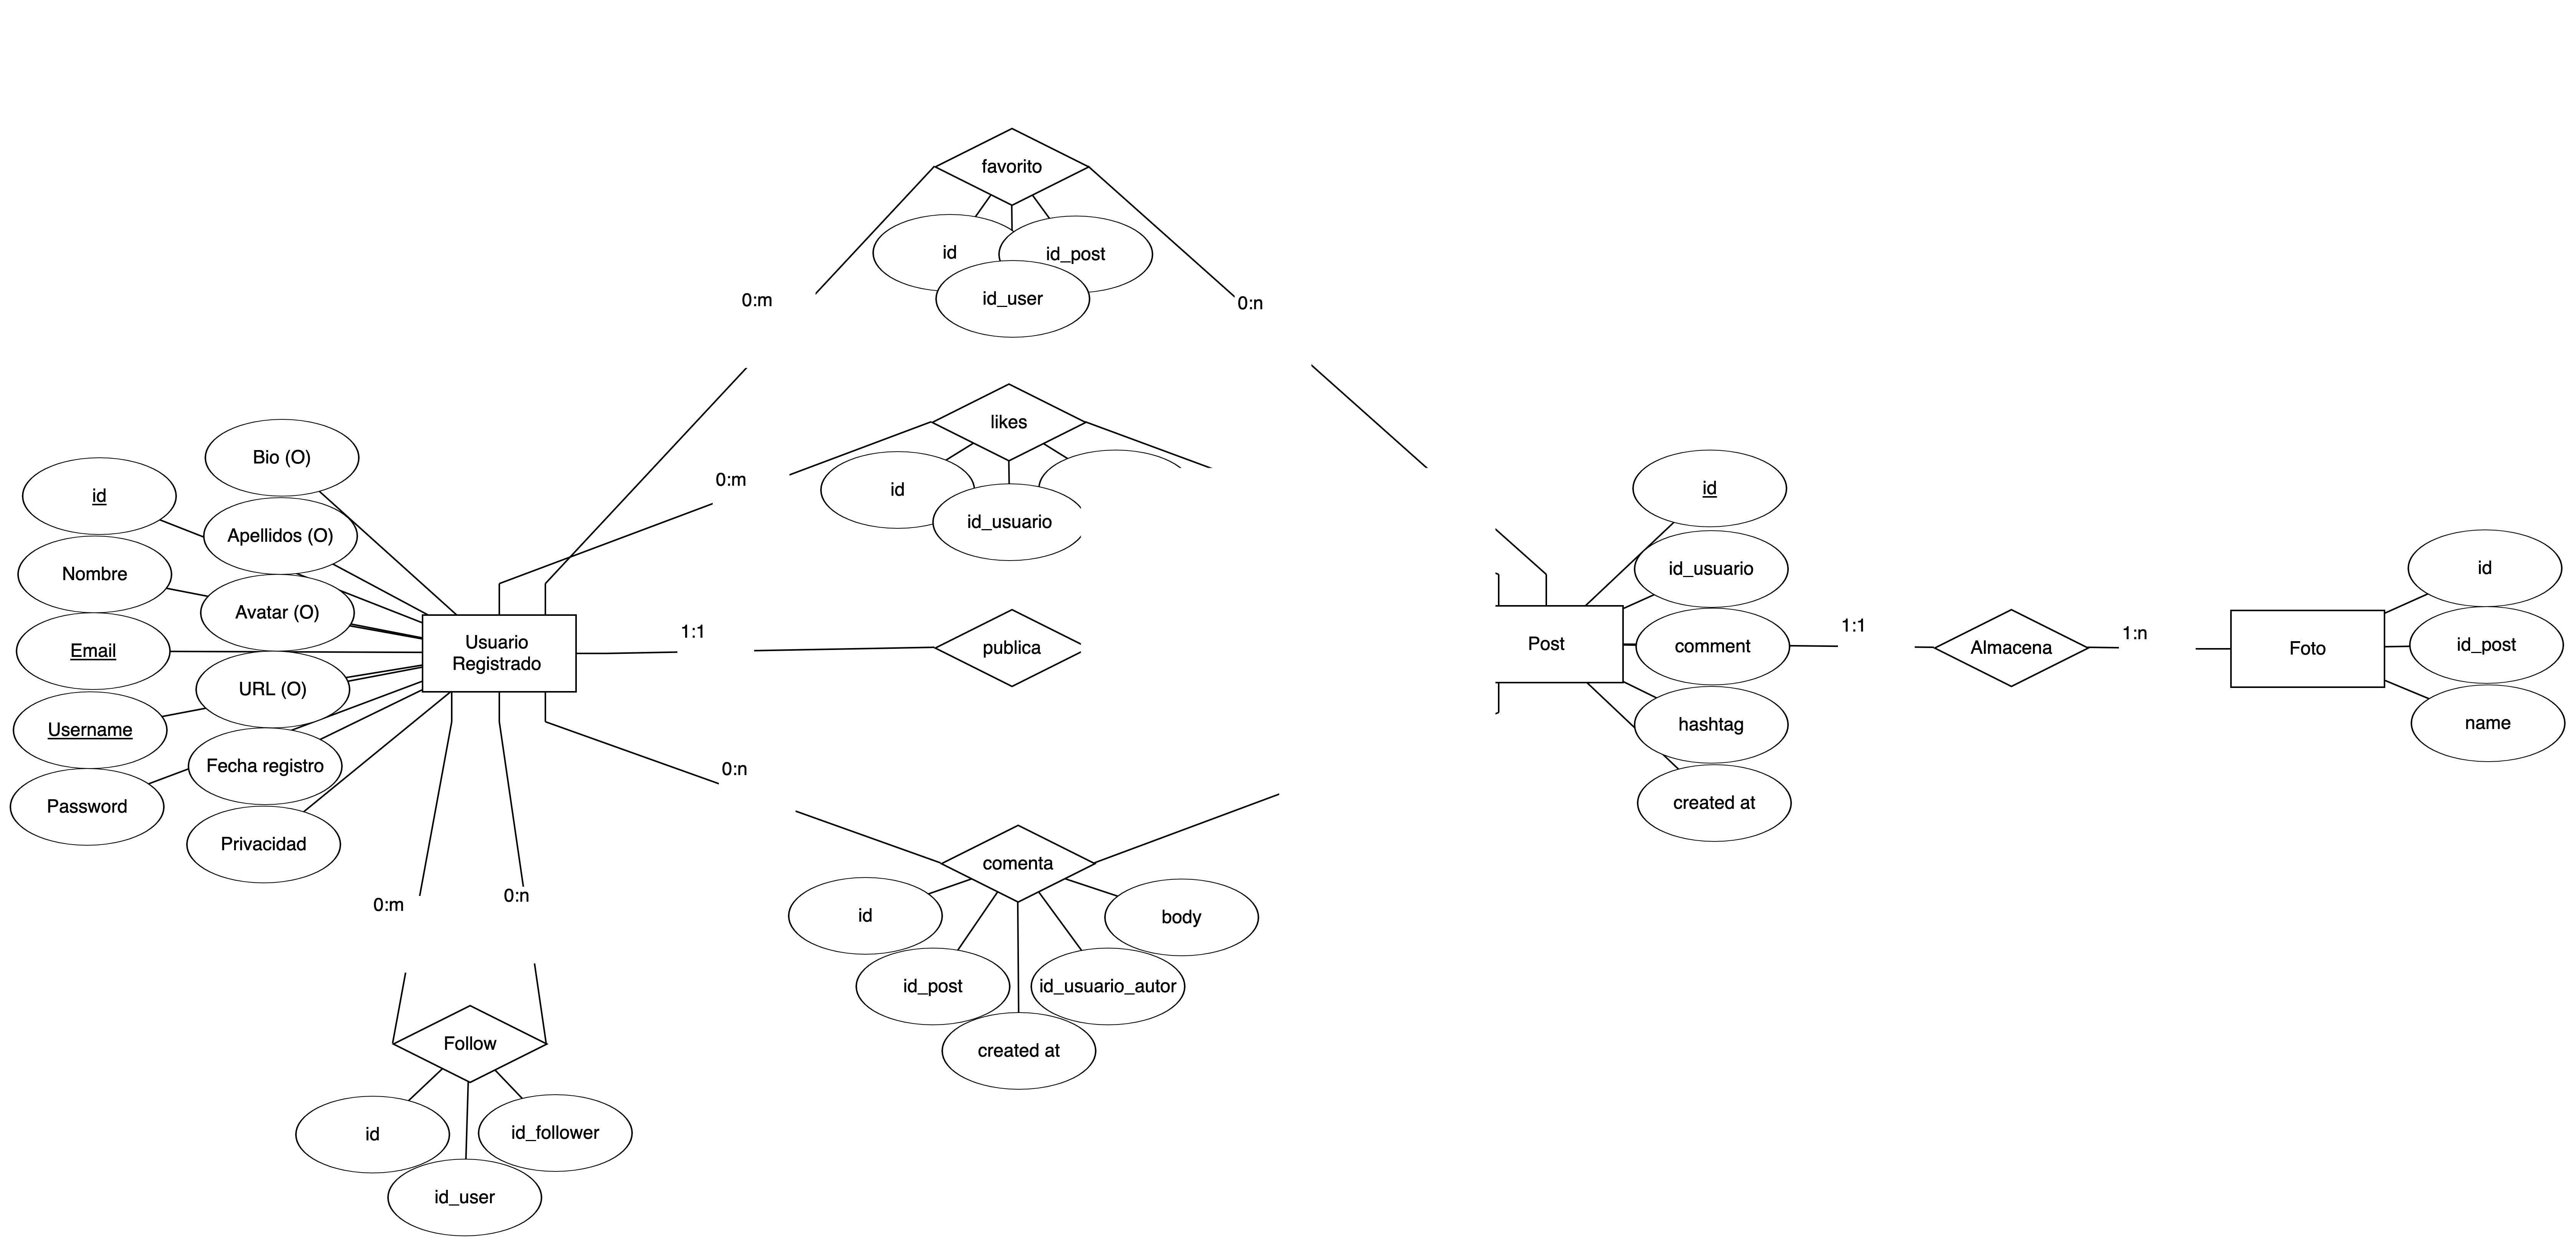 favorito
id
id_post
id_user
0:m
0:n
likes
id
id_usuario
0:m
Bio (O)
id
Apellidos (O)
Nombre
Avatar (O)
Email
URL (O)
Username
Fecha registro
Password
Privacidad
Usuario
Registrado
1:1
publica
0:n
Post
id
id_usuario
comment
hashtag
created at
1:1
Almacena
1:n
Foto
id
id_post
name
comenta
id
body
id_post
id_usuario_autor
created at
0:m
0:n
Follow
id
id_follower
id_user